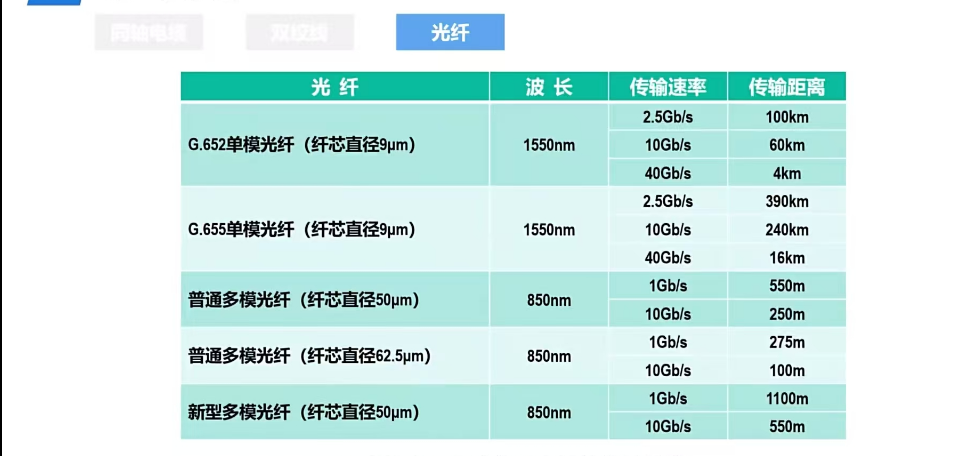 同轴电缆 双绞线 光纤
光 纤 波 长 传输速率 传输距离
G.652单模光纤（纤芯直径9μm） 1550nm 2.5Gb/s 100km
10Gb/s 60km
40Gb/s 4km
G.655单模光纤（纤芯直径9μm） 1550nm 2.5Gb/s 390km
10Gb/s 240km
40Gb/s 16km
普通多模光纤（纤芯直径50μm） 850nm 1Gb/s 550m
10Gb/s 250m
普通多模光纤（纤芯直径62.5μm） 850nm 1Gb/s 275m
10Gb/s 100m
新型多模光纤（纤芯直径50μm） 850nm 1Gb/s 1100m
10Gb/s 550m